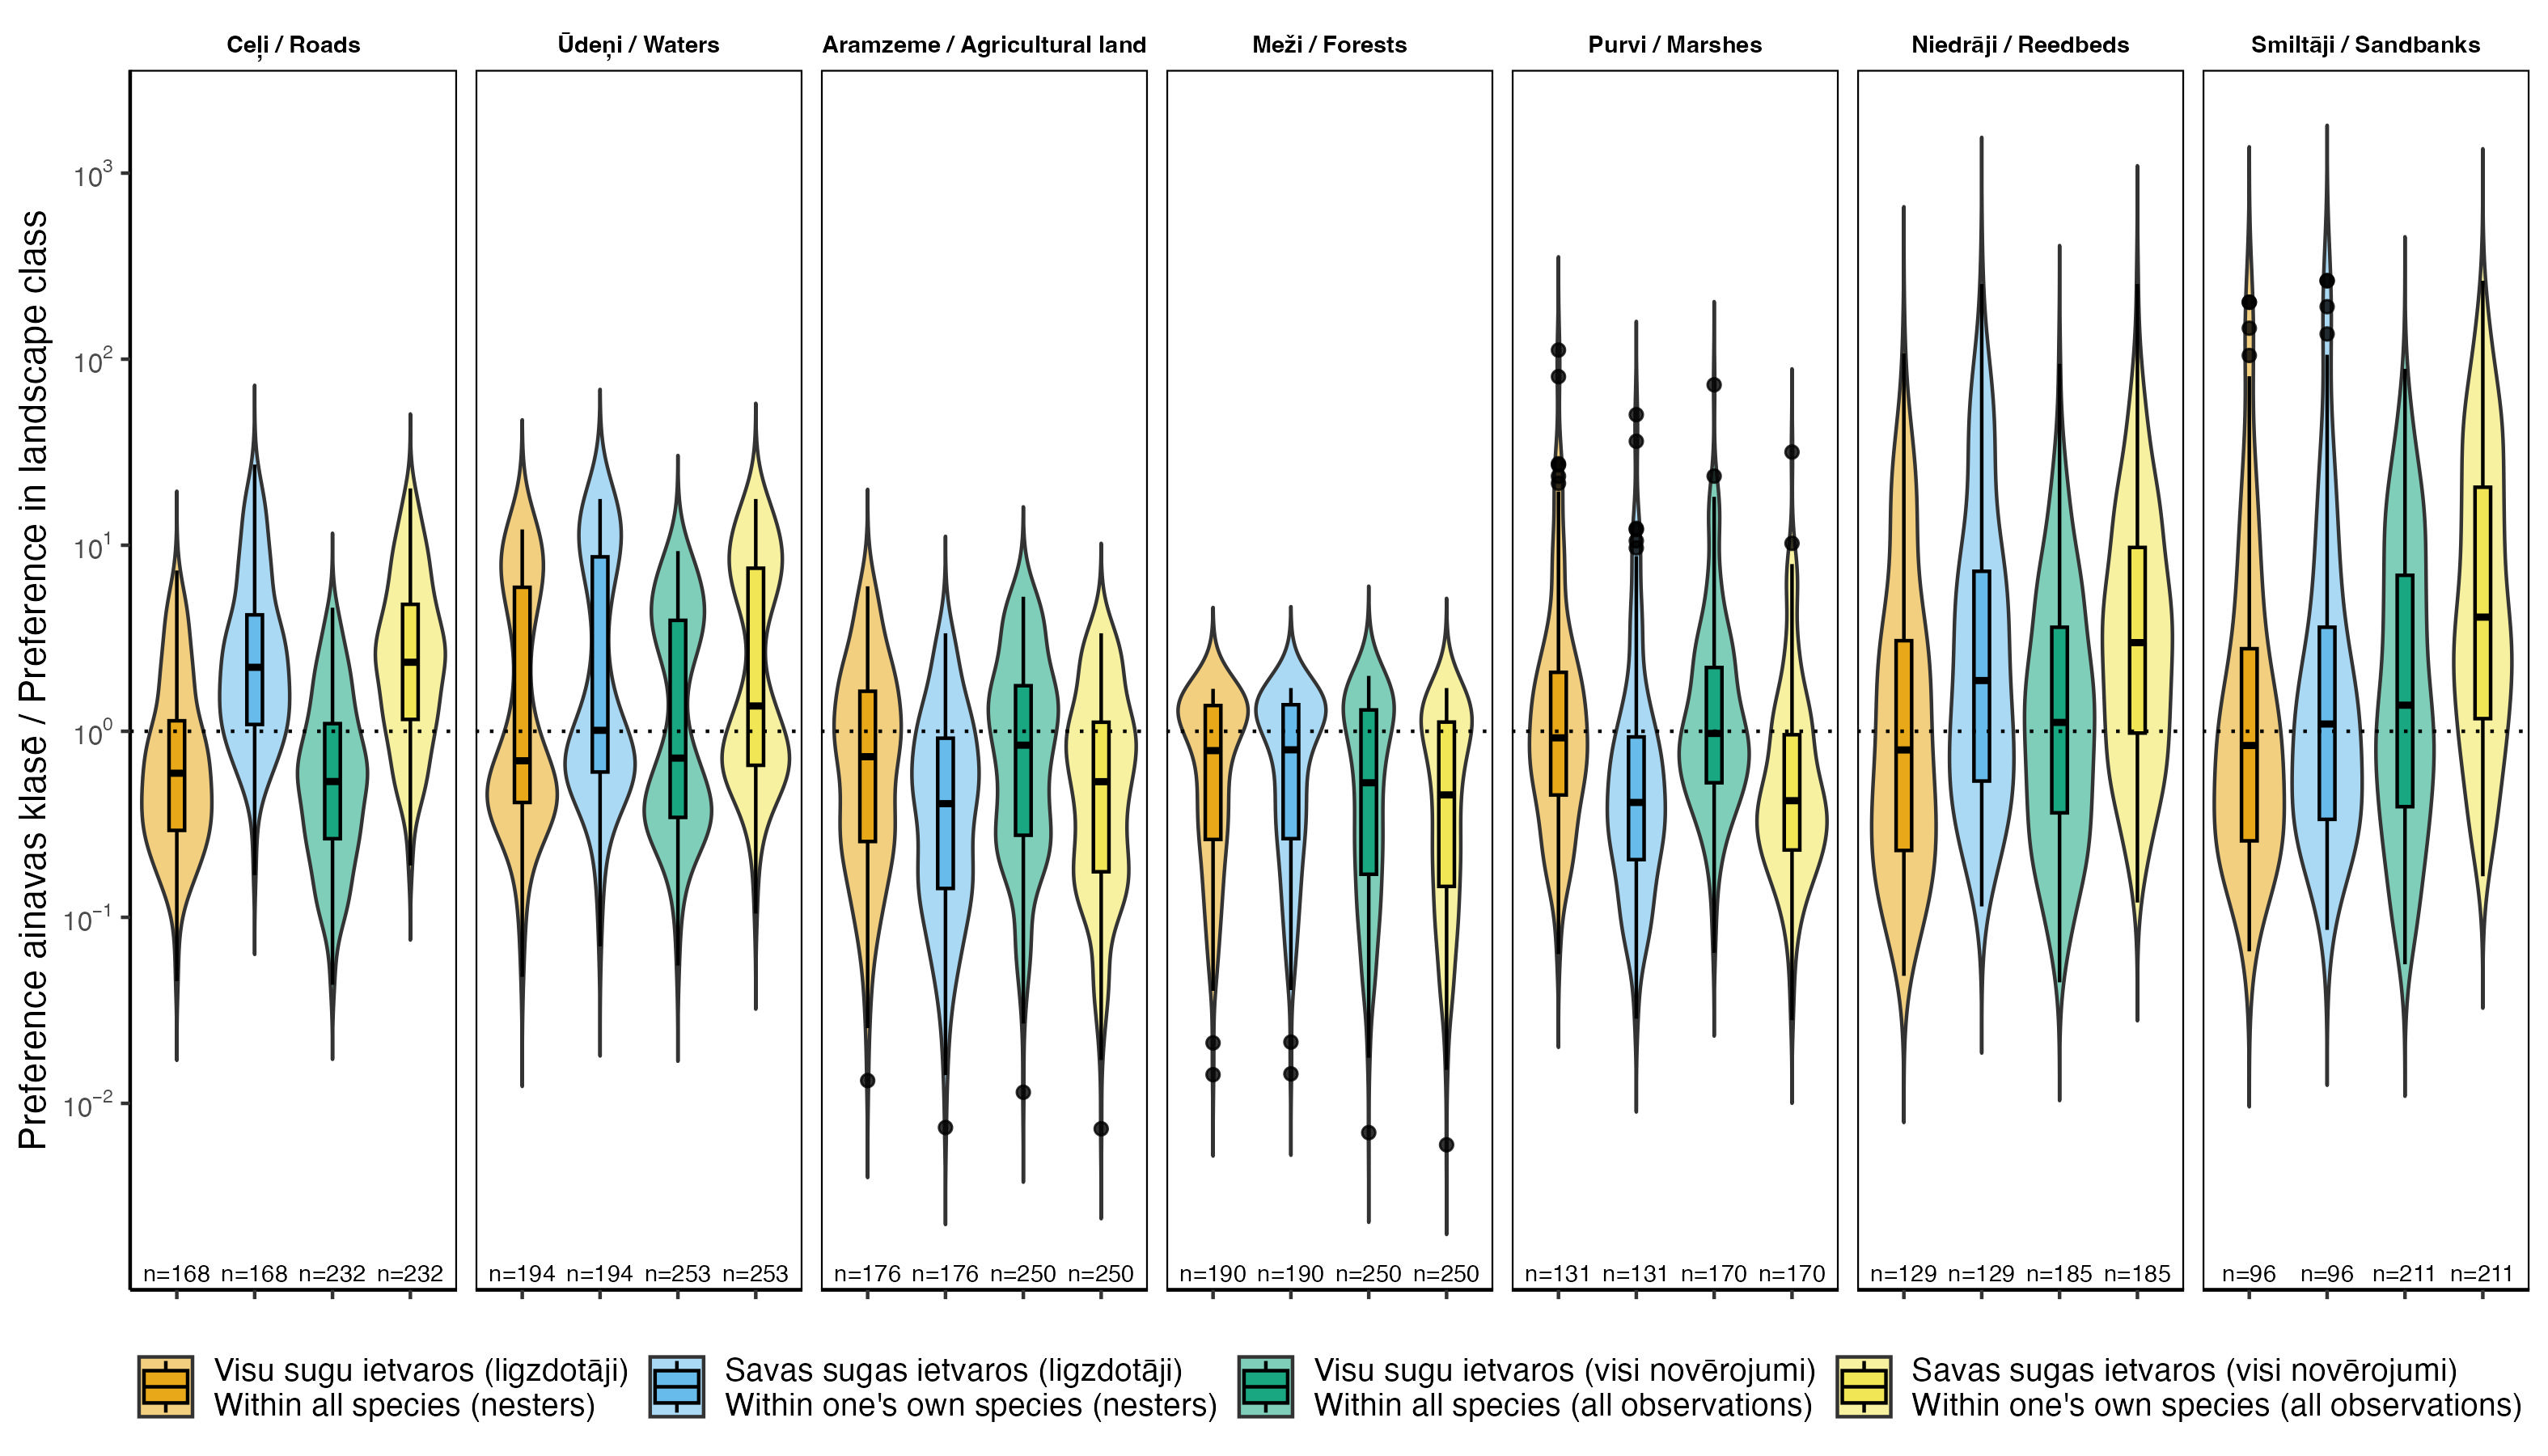 Ceļi / Roads
Ūdeņi / Waters
Aramzeme / Agricultural land
Meži / Forests
Purvi / Marshes
Niedrāji / Reedbeds
Smiltāji / Sandbanks
Preference ainavas klasē / Preference in landscape class
10³
10²
10¹
10⁰
10⁻¹
10⁻²
n=168 n=168 n=232 n=232
n=194 n=194 n=253 n=253
n=176 n=176 n=250 n=250
n=190 n=190 n=250 n=250
n=131 n=131 n=170 n=170
n=129 n=129 n=185 n=185
n=96 n=96 n=211 n=211
Visu sugu ietvaros (ligzdotāji)
Within all species (nesters)
Savas sugas ietvaros (ligzdotāji)
Within one's own species (nesters)
Visu sugu ietvaros (visi novērojumi)
Within all species (all observations)
Savas sugas ietvaros (visi novērojumi)
Within one's own species (all observations)